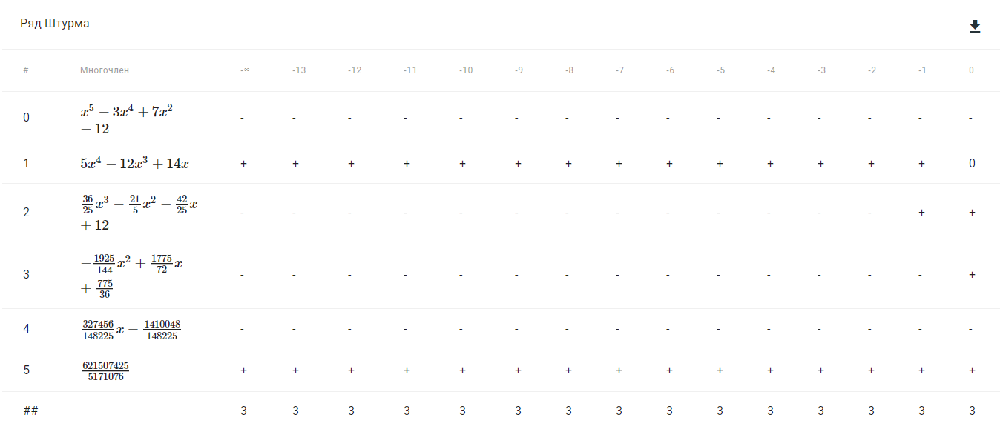 Ряд Штурма
# Многочлен -∞ -13 -12 -11 -10 -9 -8 -7 -6 -5 -4 -3 -2 -1 0
0 x^5 − 3x^4 + 7x^2 - - - - - - - - - - - - - - -
− 12
1 5x^4 − 12x^3 + 14x + + + + + + + + + + + + + + 0
2 36/25 x^3 − 21/5 x^2 − 42/25 x - - - - - - - - - - - - - + +
+ 12
3 −1925/144 x^2 + 1775/72 x - - - - - - - - - - - - - - +
+ 775/36
4 327456/148225 x − 1410048/148225 - - - - - - - - - - - - - - -
5 621507425/5171076 + + + + + + + + + + + + + + +
## 3 3 3 3 3 3 3 3 3 3 3 3 3 3 3